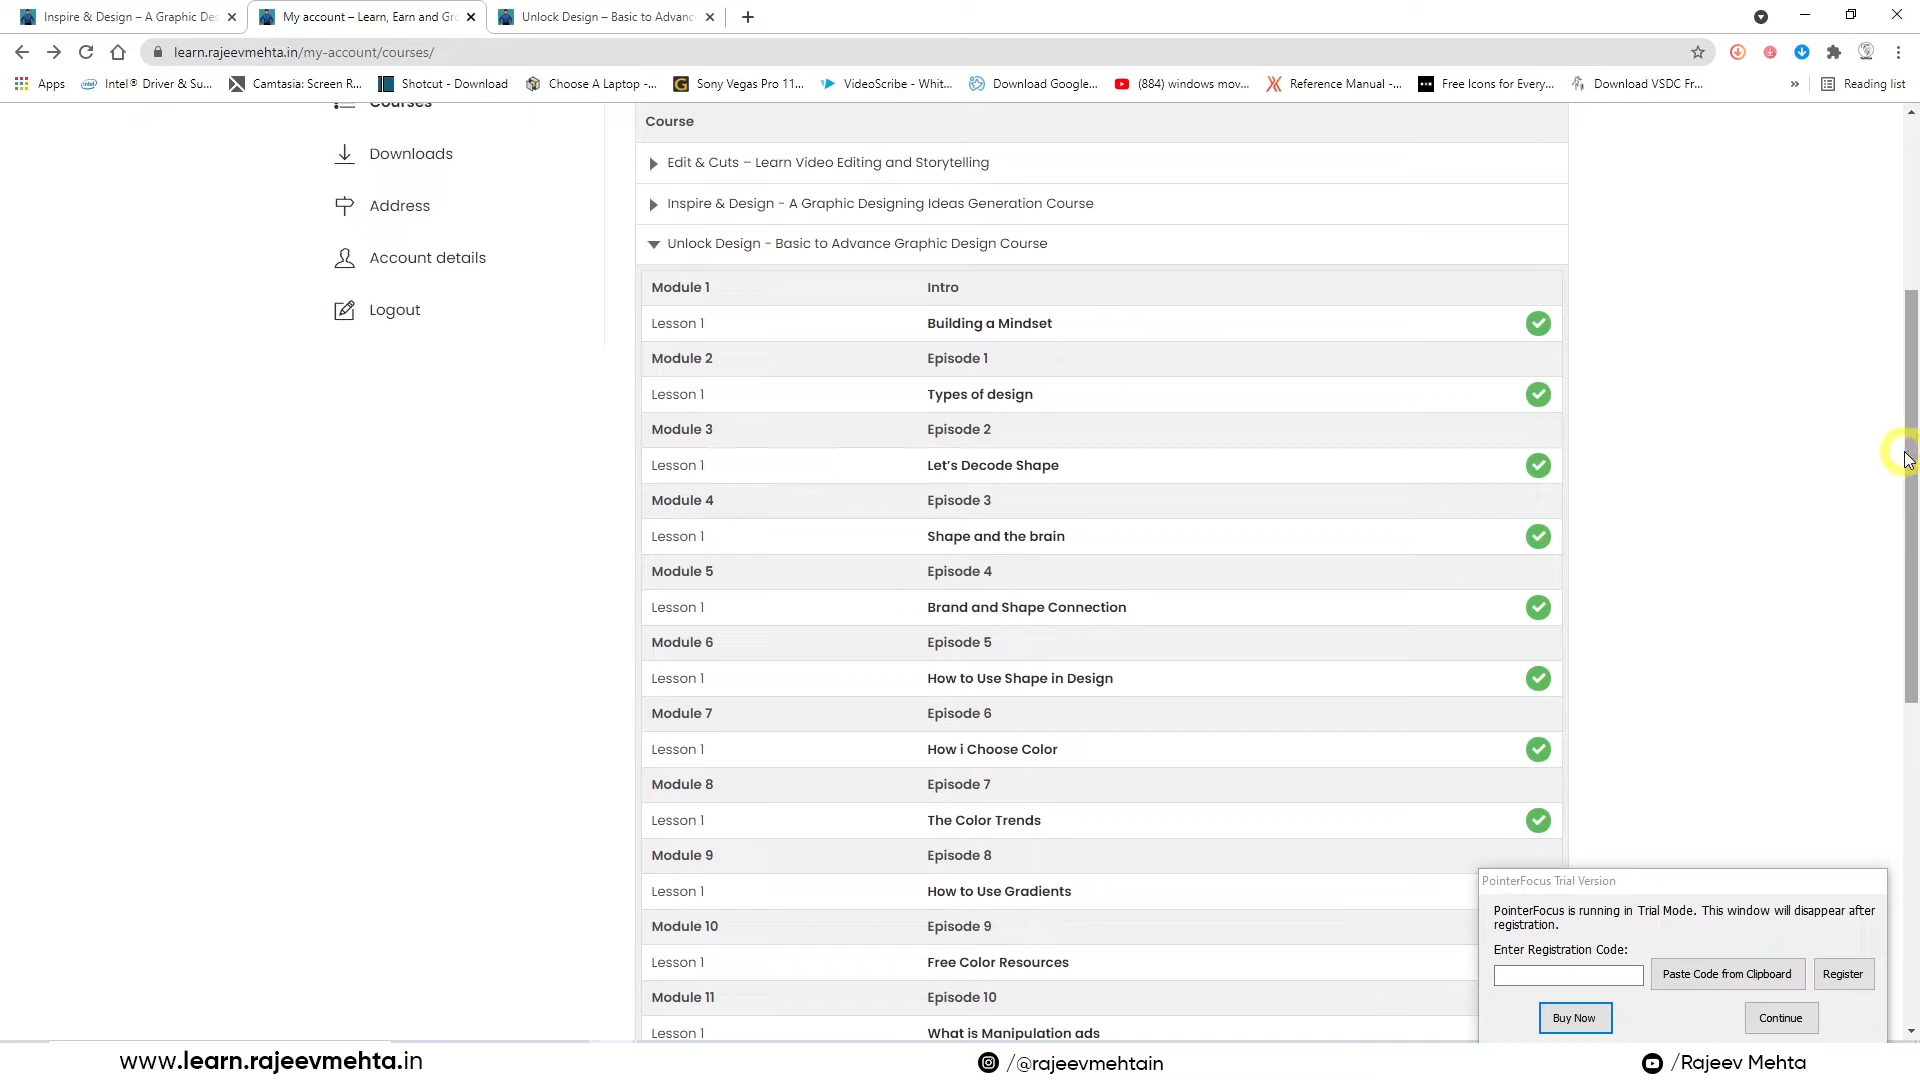 Inspire & Design – A Graphic Des
My account – Learn, Earn and Gro
Unlock Design – Basic to Advanc
learn.rajeevmehta.in/my-account/courses/
Apps
Intel® Driver & Su...
Camtasia: Screen R...
Shotcut - Download
Choose A Laptop -...
Sony Vegas Pro 11...
VideoScribe - Whit...
Download Google...
(884) windows mov...
Reference Manual -...
Free Icons for Every...
Download VSDC Fr...
»
Reading list
Courses
Downloads
Address
Account details
Logout
Course
Edit & Cuts – Learn Video Editing and Storytelling
Inspire & Design - A Graphic Designing Ideas Generation Course
Unlock Design - Basic to Advance Graphic Design Course
Module 1 Intro
Lesson 1 Building a Mindset
Module 2 Episode 1
Lesson 1 Types of design
Module 3 Episode 2
Lesson 1 Let’s Decode Shape
Module 4 Episode 3
Lesson 1 Shape and the brain
Module 5 Episode 4
Lesson 1 Brand and Shape Connection
Module 6 Episode 5
Lesson 1 How to Use Shape in Design
Module 7 Episode 6
Lesson 1 How i Choose Color
Module 8 Episode 7
Lesson 1 The Color Trends
Module 9 Episode 8
Lesson 1 How to Use Gradients
Module 10 Episode 9
Lesson 1 Free Color Resources
Module 11 Episode 10
Lesson 1 What is Manipulation ads
PointerFocus Trial Version
PointerFocus is running in Trial Mode. This window will disappear after
registration.
Enter Registration Code:
Paste Code from Clipboard
Register
Buy Now
Continue
www.learn.rajeevmehta.in
/@rajeevmehtain
/Rajeev Mehta